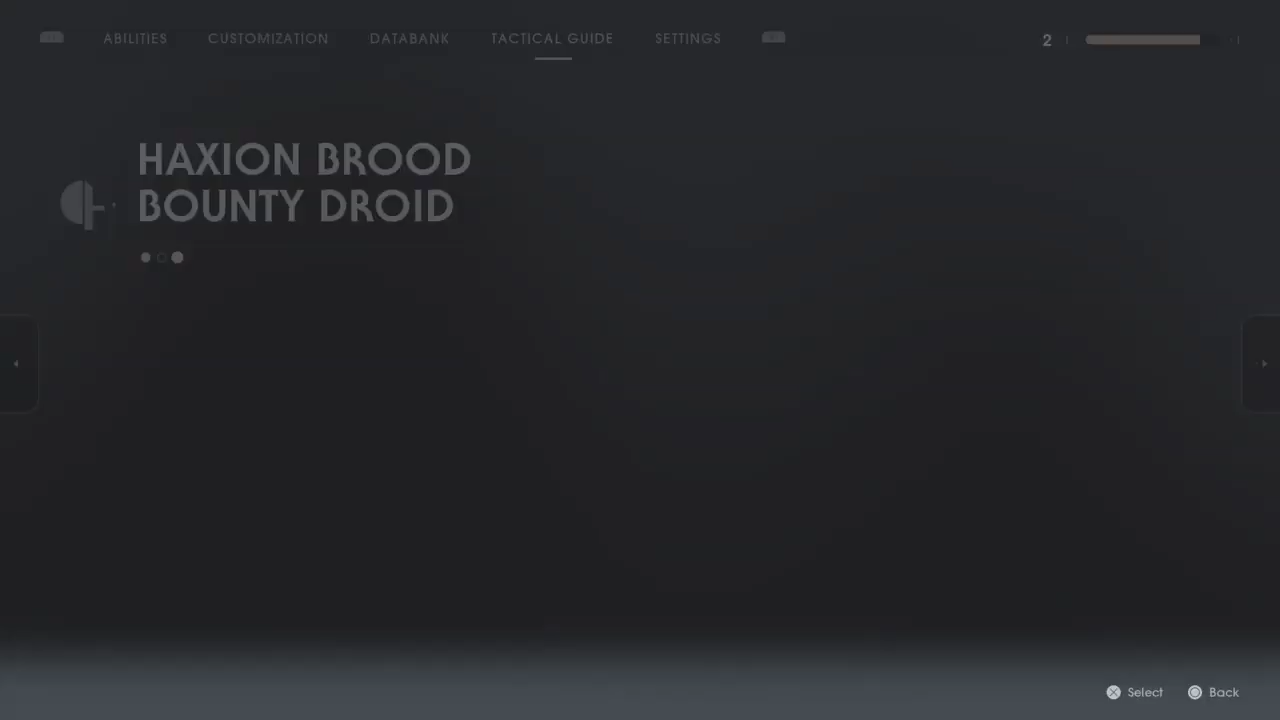 ABILITIES CUSTOMIZATION DATABANK TACTICAL GUIDE SETTINGS 2
HAXION BROOD
BOUNTY DROID
Select Back